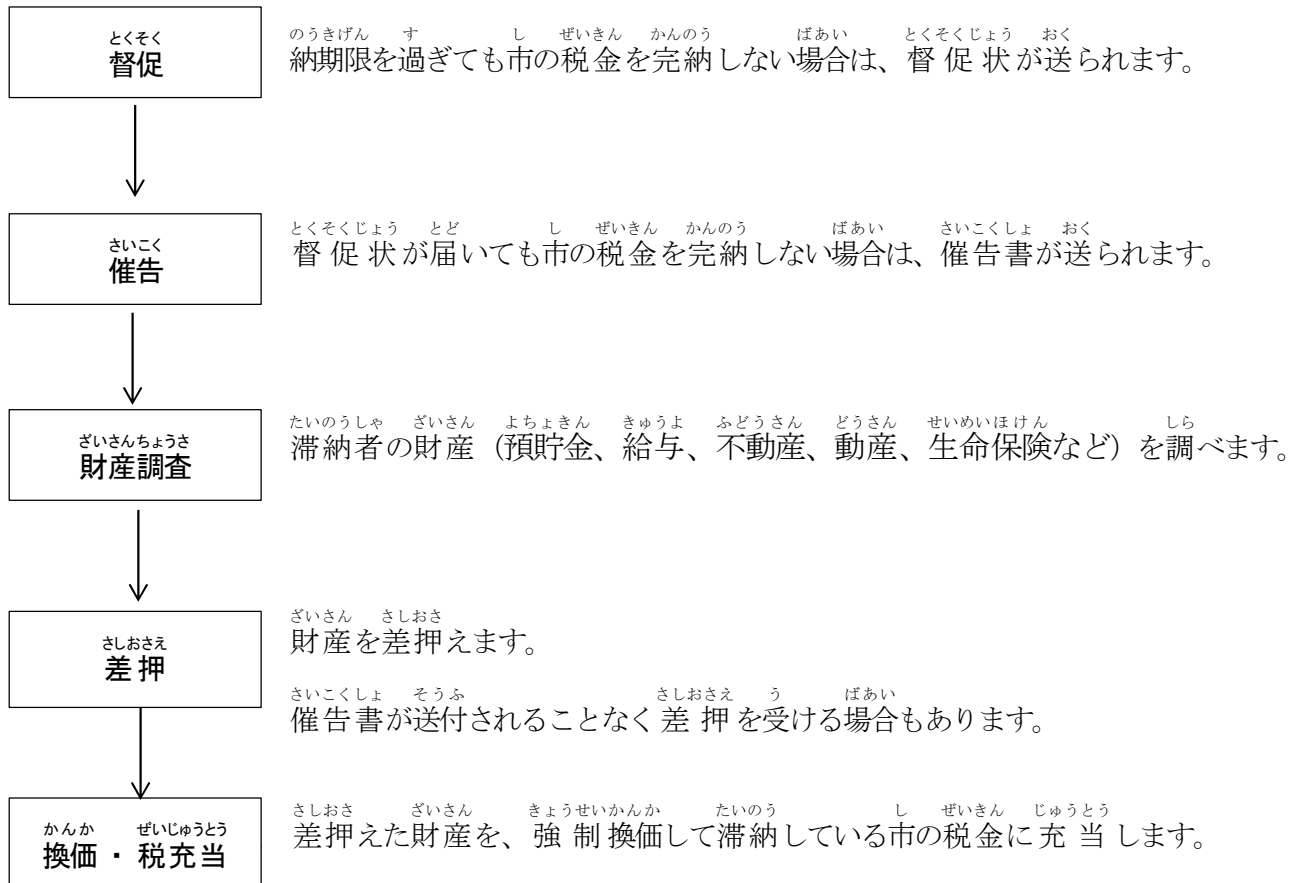 とくそく
督促
のうきげん す し ぜいきん かんのう ばあい とくそくじょう おく
納期限を過ぎても市の税金を完納しない場合は、督促状が送られます。
さいこく
催告
とくそくじょう とど し ぜいきん かんのう ばあい さいこくしょ おく
督促状が届いても市の税金を完納しない場合は、催告書が送られます。
ざいさんちょうさ
財産調査
たいのうしゃ ざいさん よちょきん きゅうよ ふどうさん どうさん せいめいほけん しら
滞納者の財産（預貯金、給与、不動産、動産、生命保険など）を調べます。
さしおさえ
差押
ざいさん さしおさ
財産を差押えます。
さいこくしょ そうふ さしおさえ う ばあい
催告書が送付されることなく差押を受ける場合もあります。
かんか ぜいじゅうとう
換価・税充当
さしおさ ざいさん きょうせいかんか たいのう し ぜいきん じゅうとう
差押えた財産を、強制換価して滞納している市の税金に充当します。